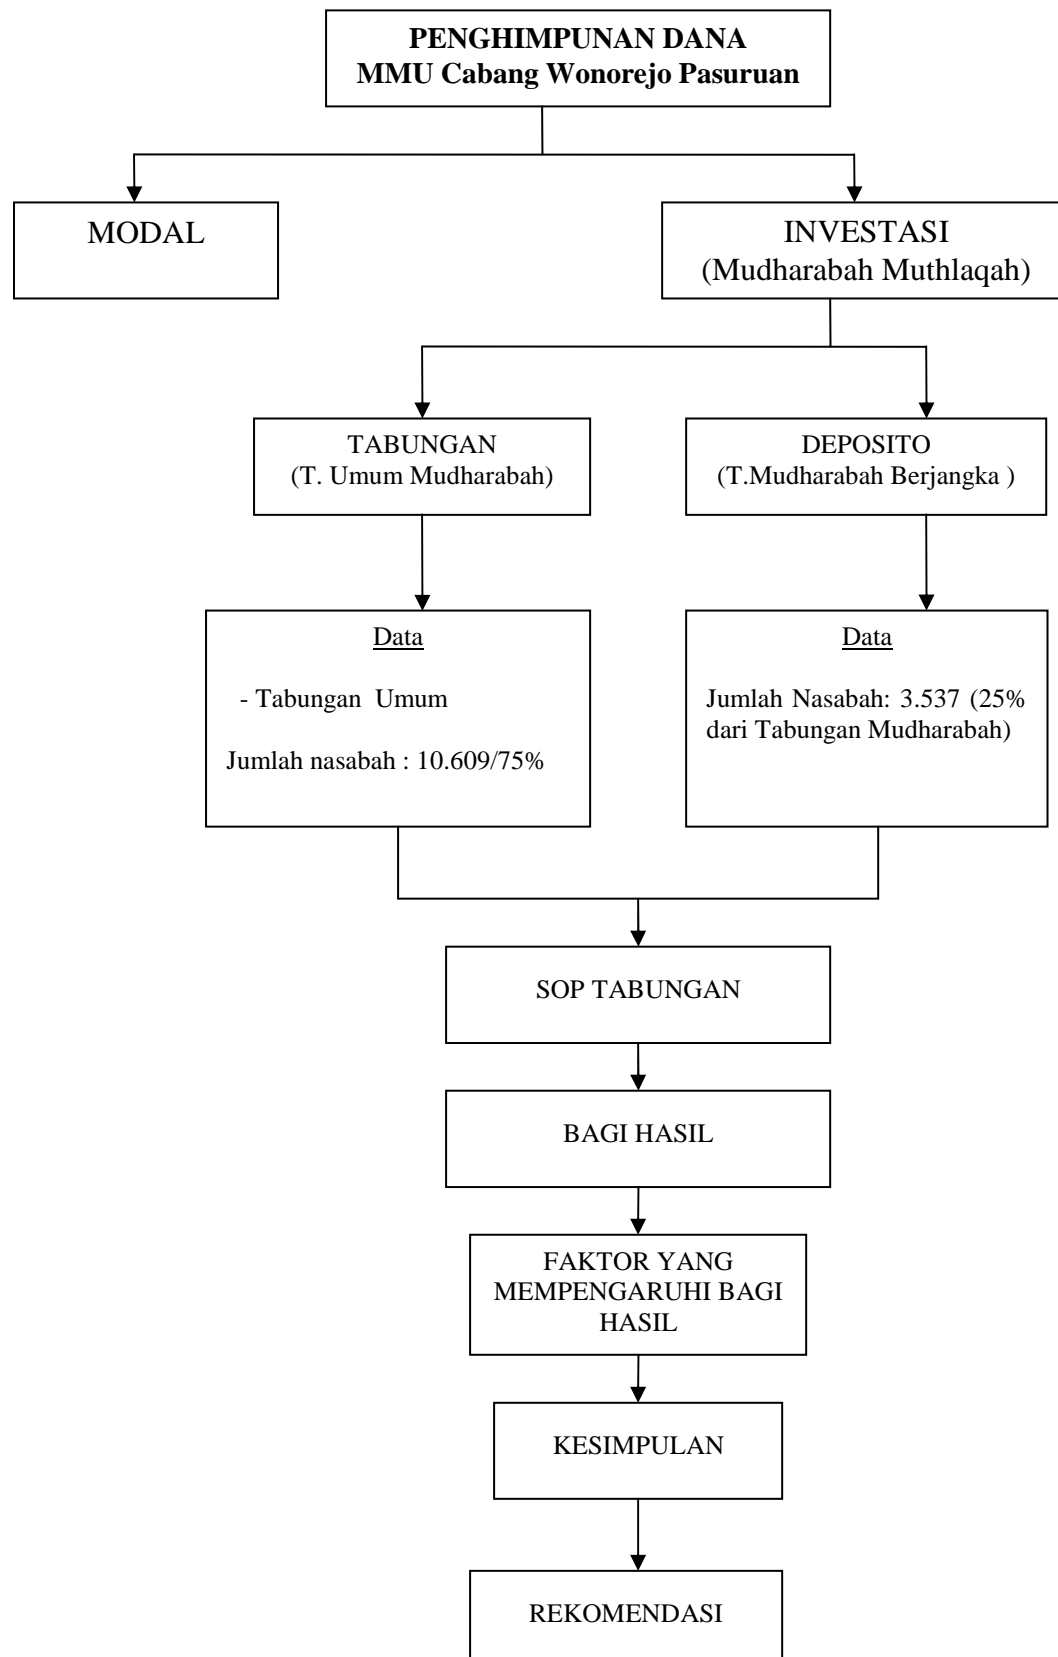 PENGHIMPUNAN DANA
MMU Cabang Wonorejo Pasuruan
MODAL
INVESTASI
(Mudharabah Muthlaqah)
TABUNGAN
(T. Umum Mudharabah)
DEPOSITO
(T.Mudharabah Berjangka )
Data
- Tabungan  Umum
Jumlah nasabah : 10.609/75%
Data
Jumlah Nasabah: 3.537 (25%
dari Tabungan Mudharabah)
SOP TABUNGAN
BAGI HASIL
FAKTOR YANG
MEMPENGARUHI BAGI
HASIL
KESIMPULAN
REKOMENDASI